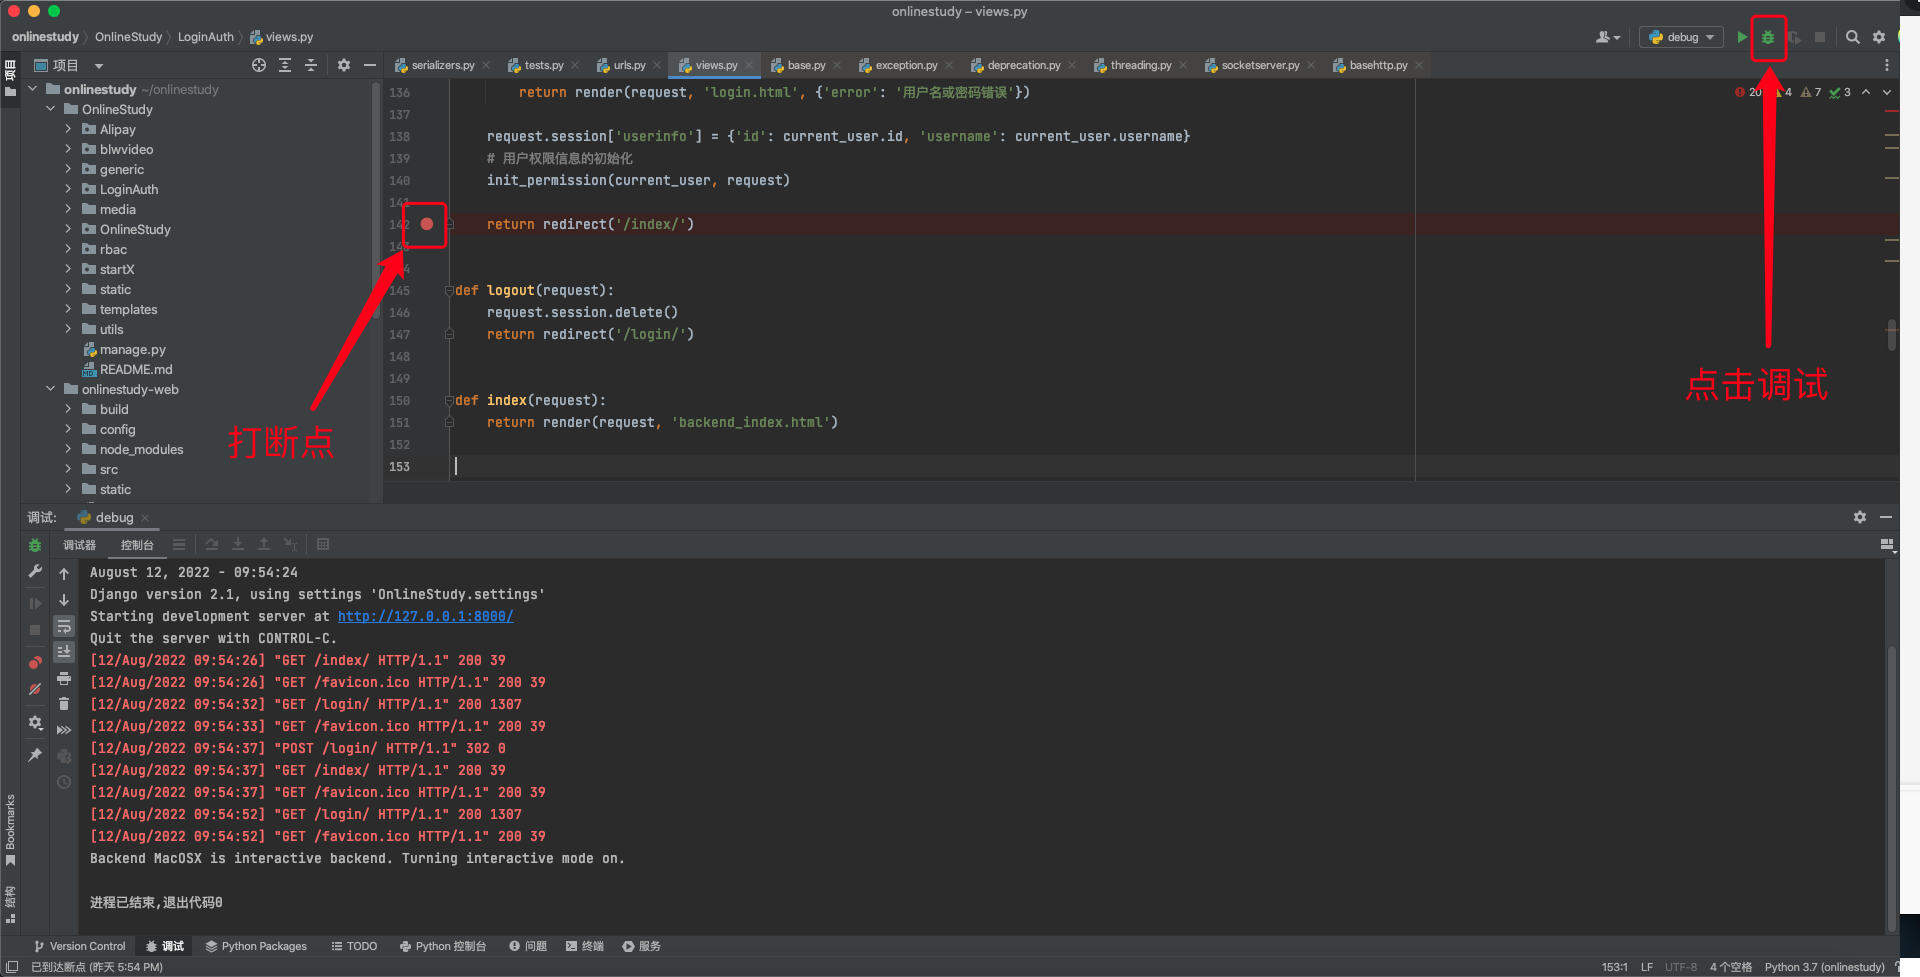 onlinestudy – views.py
onlinestudy 〉 OnlineStudy 〉 LoginAuth 〉 views.py
debug
项目
项目
serializers.py
tests.py
urls.py
views.py
base.py
exception.py
deprecation.py
threading.py
socketserver.py
basehttp.py
onlinestudy ~/onlinestudy
OnlineStudy
Alipay
blwvideo
generic
LoginAuth
media
OnlineStudy
rbac
startX
static
templates
utils
manage.py
README.md
onlinestudy-web
build
config
node_modules
src
static
20 4 7 3
136 return render(request, 'login.html', {'error': '用户名或密码错误'})
137
138 request.session['userinfo'] = {'id': current_user.id, 'username': current_user.username}
139 # 用户权限信息的初始化
140 init_permission(current_user, request)
141
142 return redirect('/index/')
143
145 def logout(request):
146 request.session.delete()
147 return redirect('/login/')
148
149
150 def index(request):
151 return render(request, 'backend_index.html')
152
153
打断点
点击调试
调试: debug
调试器 控制台
August 12, 2022 - 09:54:24
Django version 2.1, using settings 'OnlineStudy.settings'
Starting development server at http://127.0.0.1:8000/
Quit the server with CONTROL-C.
[12/Aug/2022 09:54:26] "GET /index/ HTTP/1.1" 200 39
[12/Aug/2022 09:54:26] "GET /favicon.ico HTTP/1.1" 200 39
[12/Aug/2022 09:54:32] "GET /login/ HTTP/1.1" 200 1307
[12/Aug/2022 09:54:33] "GET /favicon.ico HTTP/1.1" 200 39
[12/Aug/2022 09:54:37] "POST /login/ HTTP/1.1" 302 0
[12/Aug/2022 09:54:37] "GET /index/ HTTP/1.1" 200 39
[12/Aug/2022 09:54:37] "GET /favicon.ico HTTP/1.1" 200 39
[12/Aug/2022 09:54:52] "GET /login/ HTTP/1.1" 200 1307
[12/Aug/2022 09:54:52] "GET /favicon.ico HTTP/1.1" 200 39
Backend MacOSX is interactive backend. Turning interactive mode on.
进程已结束,退出代码0
Bookmarks
结构
Version Control 调试 Python Packages TODO Python 控制台 问题 终端 服务
已到达断点 (昨天 5:54 PM)
153:1 LF UTF-8 4 个空格 Python 3.7 (onlinestudy)